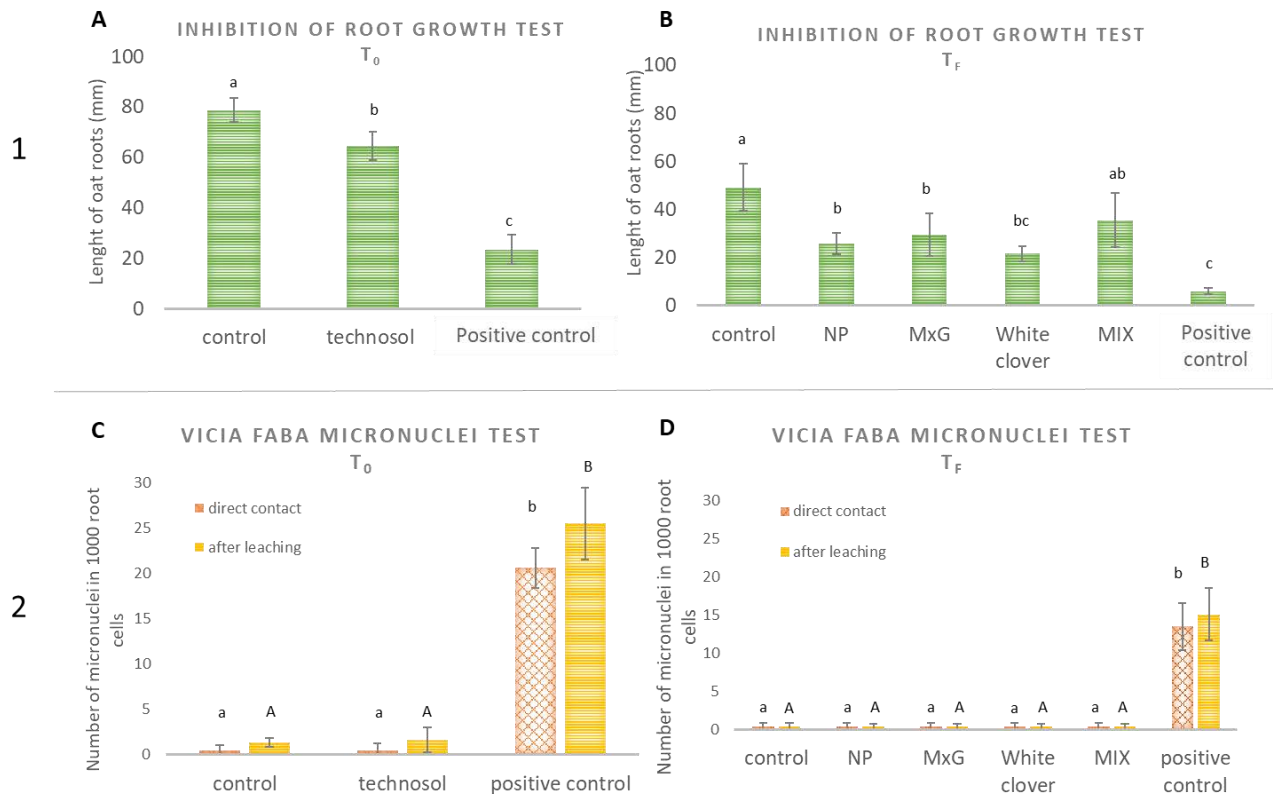 1
A
INHIBITION OF ROOT GROWTH TEST
T0
Lenght of oat roots (mm)
100
80
60
40
20
0
a
b
c
control
technosol
Positive control
B
INHIBITION OF ROOT GROWTH TEST
TF
Lenght of oat roots (mm)
100
80
60
40
20
0
a
b
b
bc
ab
c
control
NP
MxG
White
clover
MIX
Positive
control
2
C
VICIA FABA MICRONUCLEI TEST
T0
Number of micronuclei in 1000 root
cells
30
25
20
15
10
5
0
direct contact
after leaching
a
A
a
A
b
B
control
technosol
positive control
D
VICIA FABA MICRONUCLEI TEST
TF
Number of micronuclei in 1000 root
cells
30
25
20
15
10
5
0
direct contact
after leaching
a
A
a
A
a
A
a
A
a
A
b
B
control
NP
MxG
White
clover
MIX
positive
control